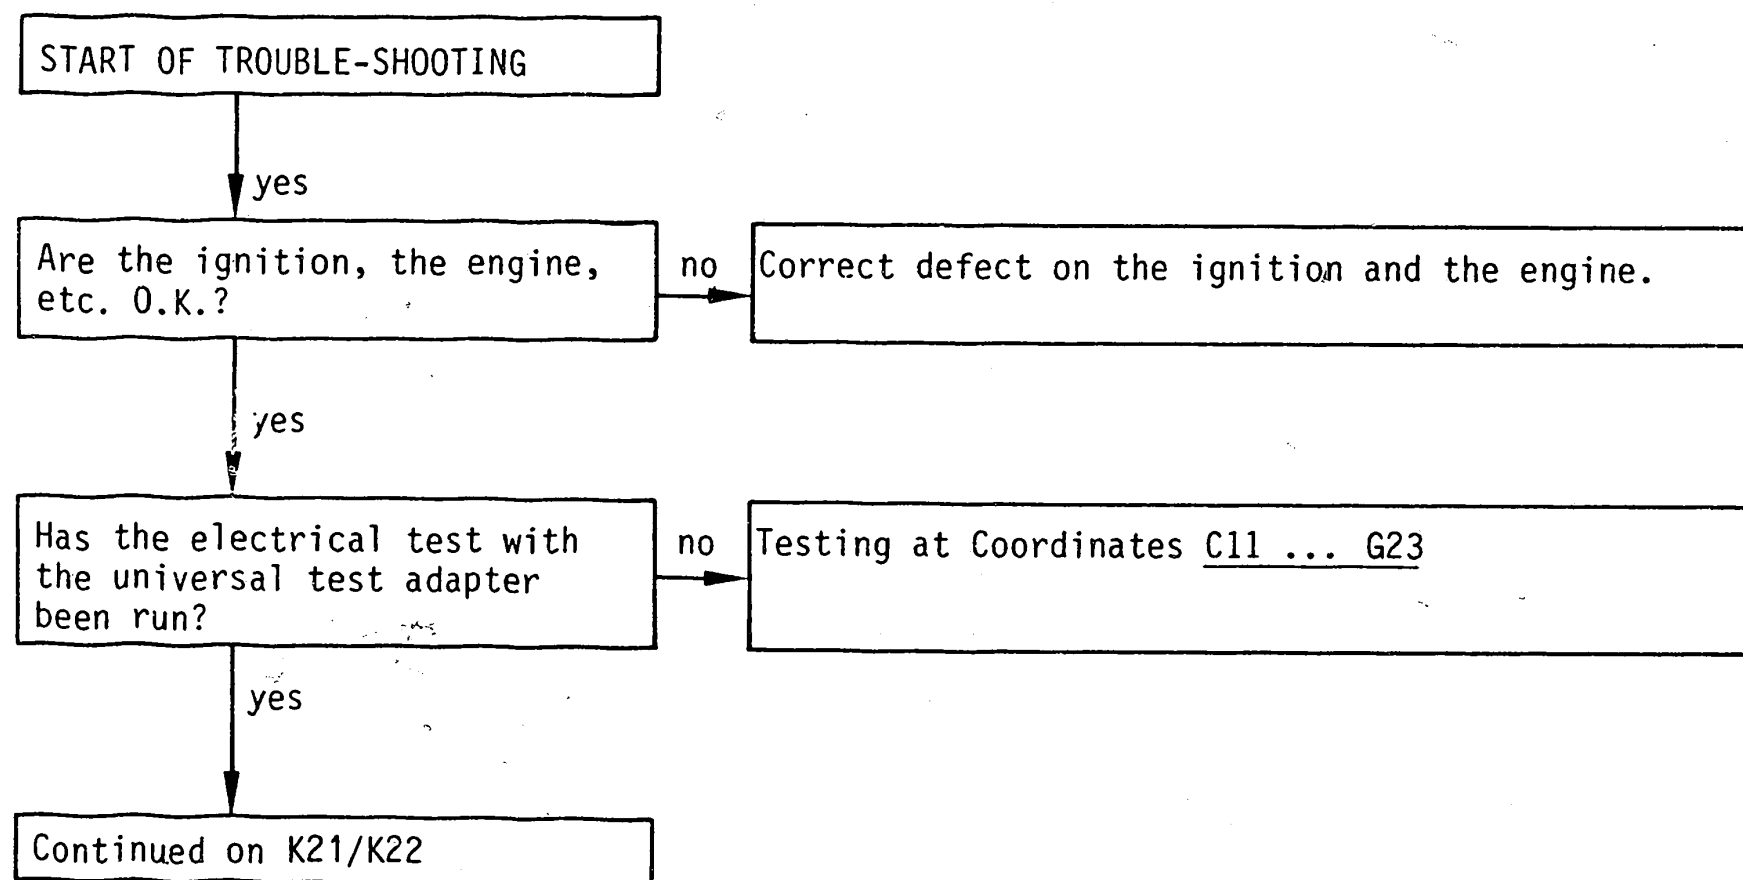 START OF TROUBLE-SHOOTING
yes
Are the ignition, the engine,
etc. O.K.?
no
Correct defect on the ignition and the engine.
yes
Has the electrical test with
the universal test adapter
been run?
no
Testing at Coordinates C11 ... G23
yes
Continued on K21/K22